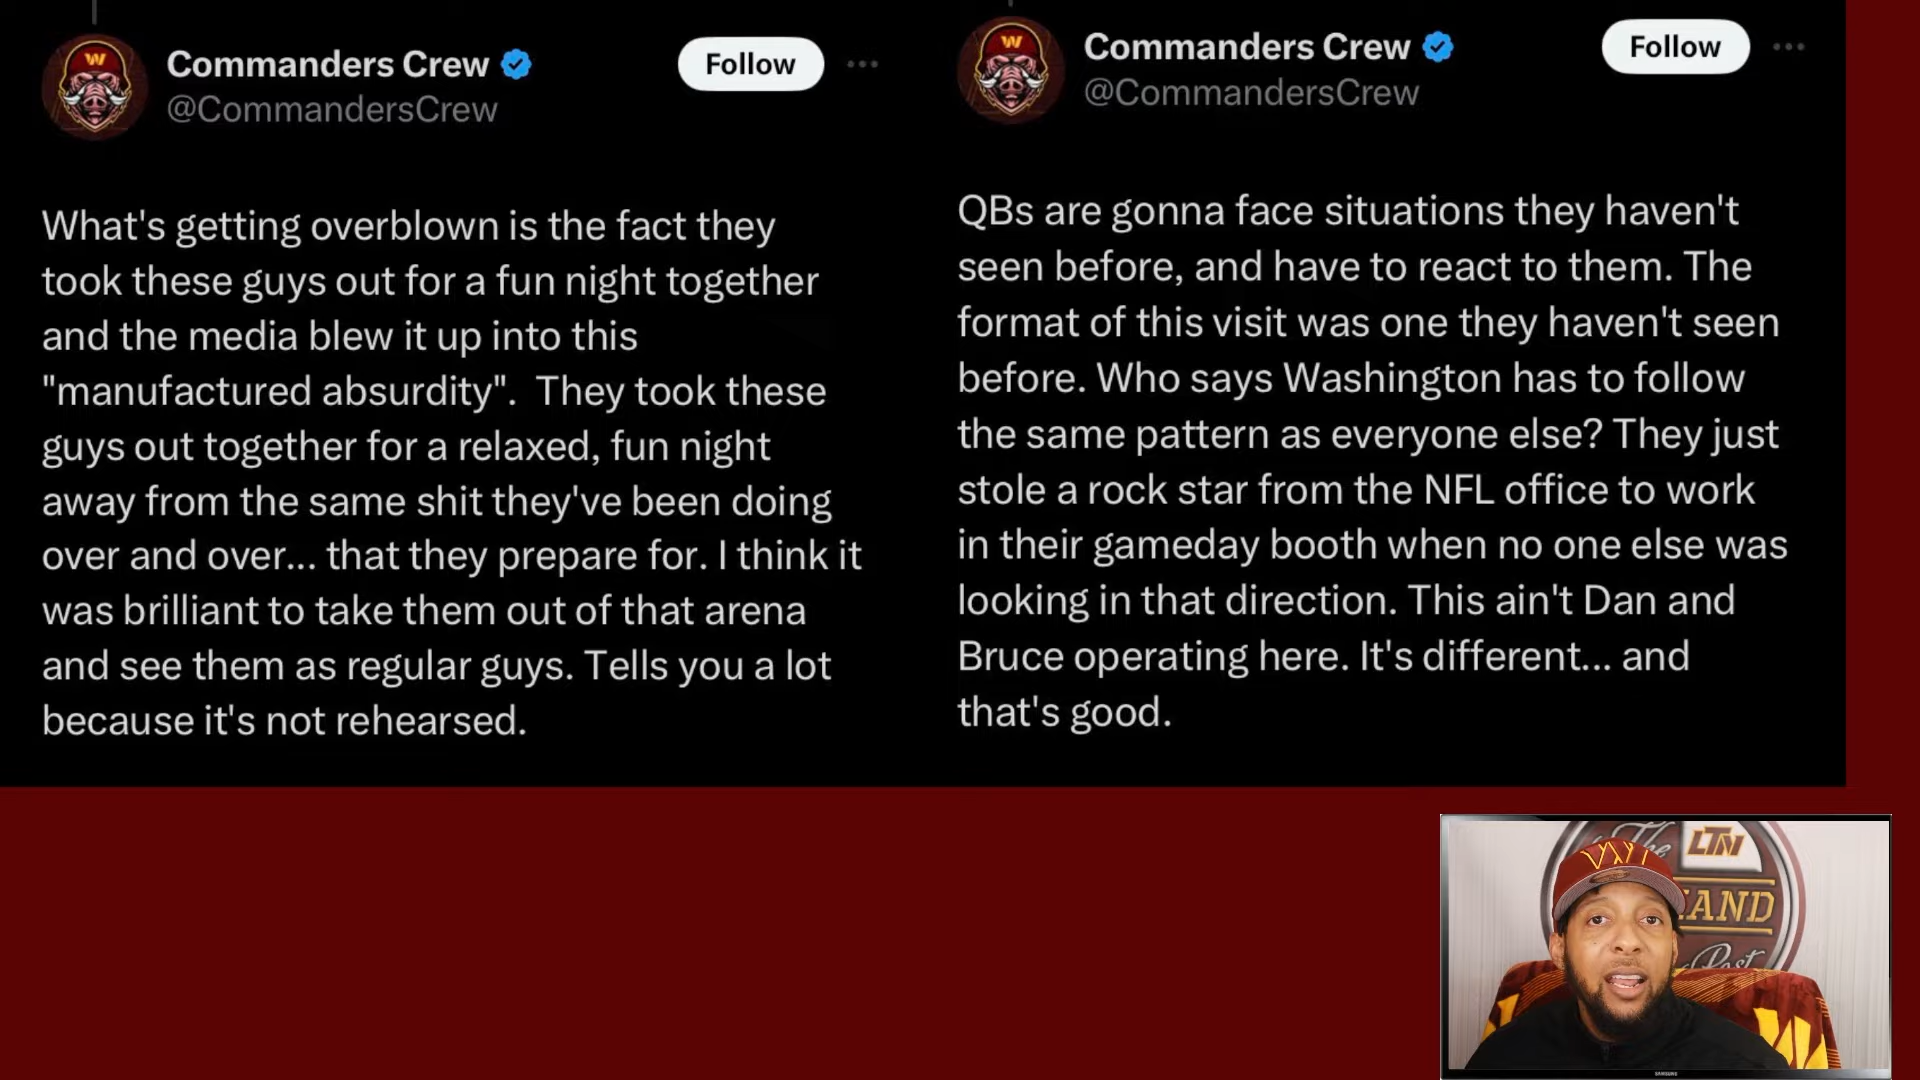 Commanders Crew
Follow
@CommandersCrew
What's getting overblown is the fact they
took these guys out for a fun night together
and the media blew it up into this
"manufactured absurdity".  They took these
guys out together for a relaxed, fun night
away from the same shit they've been doing
over and over... that they prepare for. I think it
was brilliant to take them out of that arena
and see them as regular guys. Tells you a lot
because it's not rehearsed.
Commanders Crew
Follow
@CommandersCrew
QBs are gonna face situations they haven't
seen before, and have to react to them. The
format of this visit was one they haven't seen
before. Who says Washington has to follow
the same pattern as everyone else? They just
stole a rock star from the NFL office to work
in their gameday booth when no one else was
looking in that direction. This ain't Dan and
Bruce operating here. It's different... and
that's good.
The
LTN
AND
Post
SAMSUNG